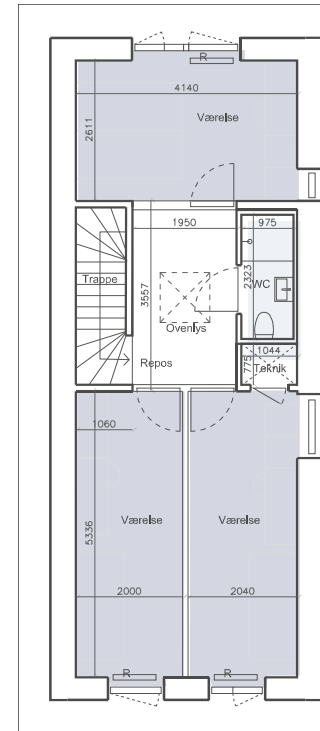 R
4140
2611
Værelse
1950
975
Trappe
3557
2323
WC
Ovenlys
Repos
775
1044
Teknik
1060
5336
Værelse
Værelse
2000
2040
R
R